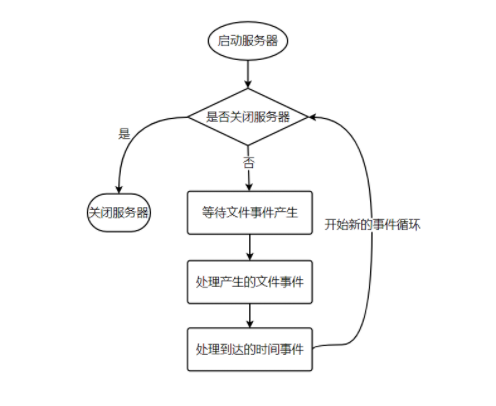 启动服务器
是否关闭服务器
是
否
关闭服务器
等待文件事件产生
开始新的事件循环
处理产生的文件事件
处理到达的时间事件